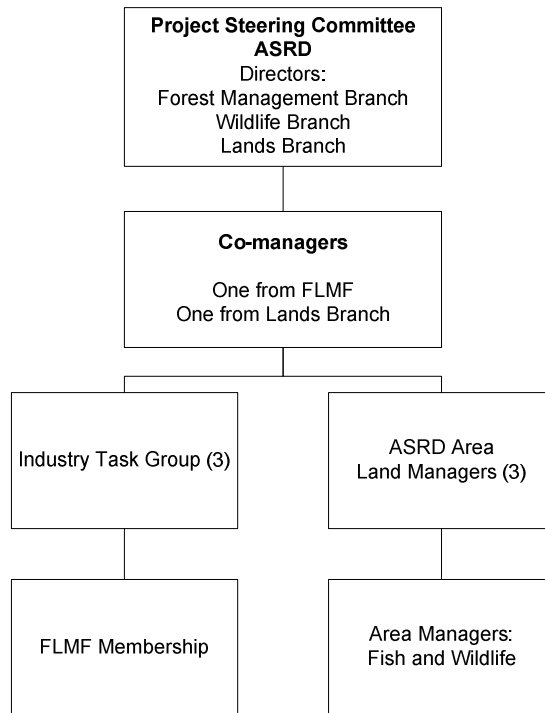 Project Steering Committee
ASRD
Directors:
Forest Management Branch
Wildlife Branch
Lands Branch
Co-managers
One from FLMF
One from Lands Branch
Industry Task Group (3)
ASRD Area
Land Managers (3)
FLMF Membership
Area Managers:
Fish and Wildlife